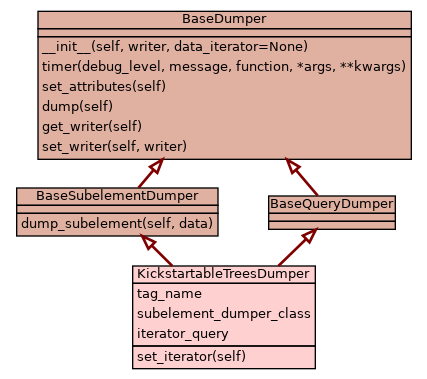 BaseDumper
__init__(self, writer, data_iterator=None)
timer(debug_level, message, function, *args, **kwargs)
set_attributes(self)
dump(self)
get_writer(self)
set_writer(self, writer)
BaseSubelementDumper
dump_subelement(self, data)
BaseQueryDumper
KickstartableTreesDumper
tag_name
subelement_dumper_class
iterator_query
set_iterator(self)